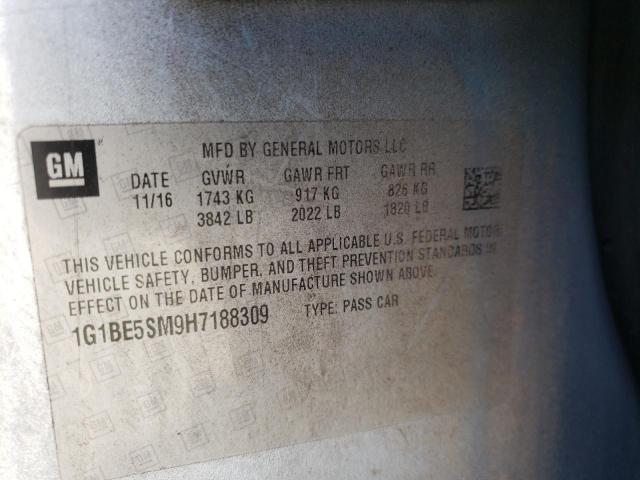 GM
MFD BY GENERAL MOTORS LLC
DATE GVWR GAWR FRT GAWR RR
11/16 1743 KG 917 KG 826 KG
3842 LB 2022 LB 1820 LB
THIS VEHICLE CONFORMS TO ALL APPLICABLE U.S. FEDERAL MOTOR
VEHICLE SAFETY, BUMPER, AND THEFT PREVENTION STANDARDS IN
EFFECT ON THE DATE OF MANUFACTURE SHOWN ABOVE
1G1BE5SM9H7188309 TYPE: PASS CAR